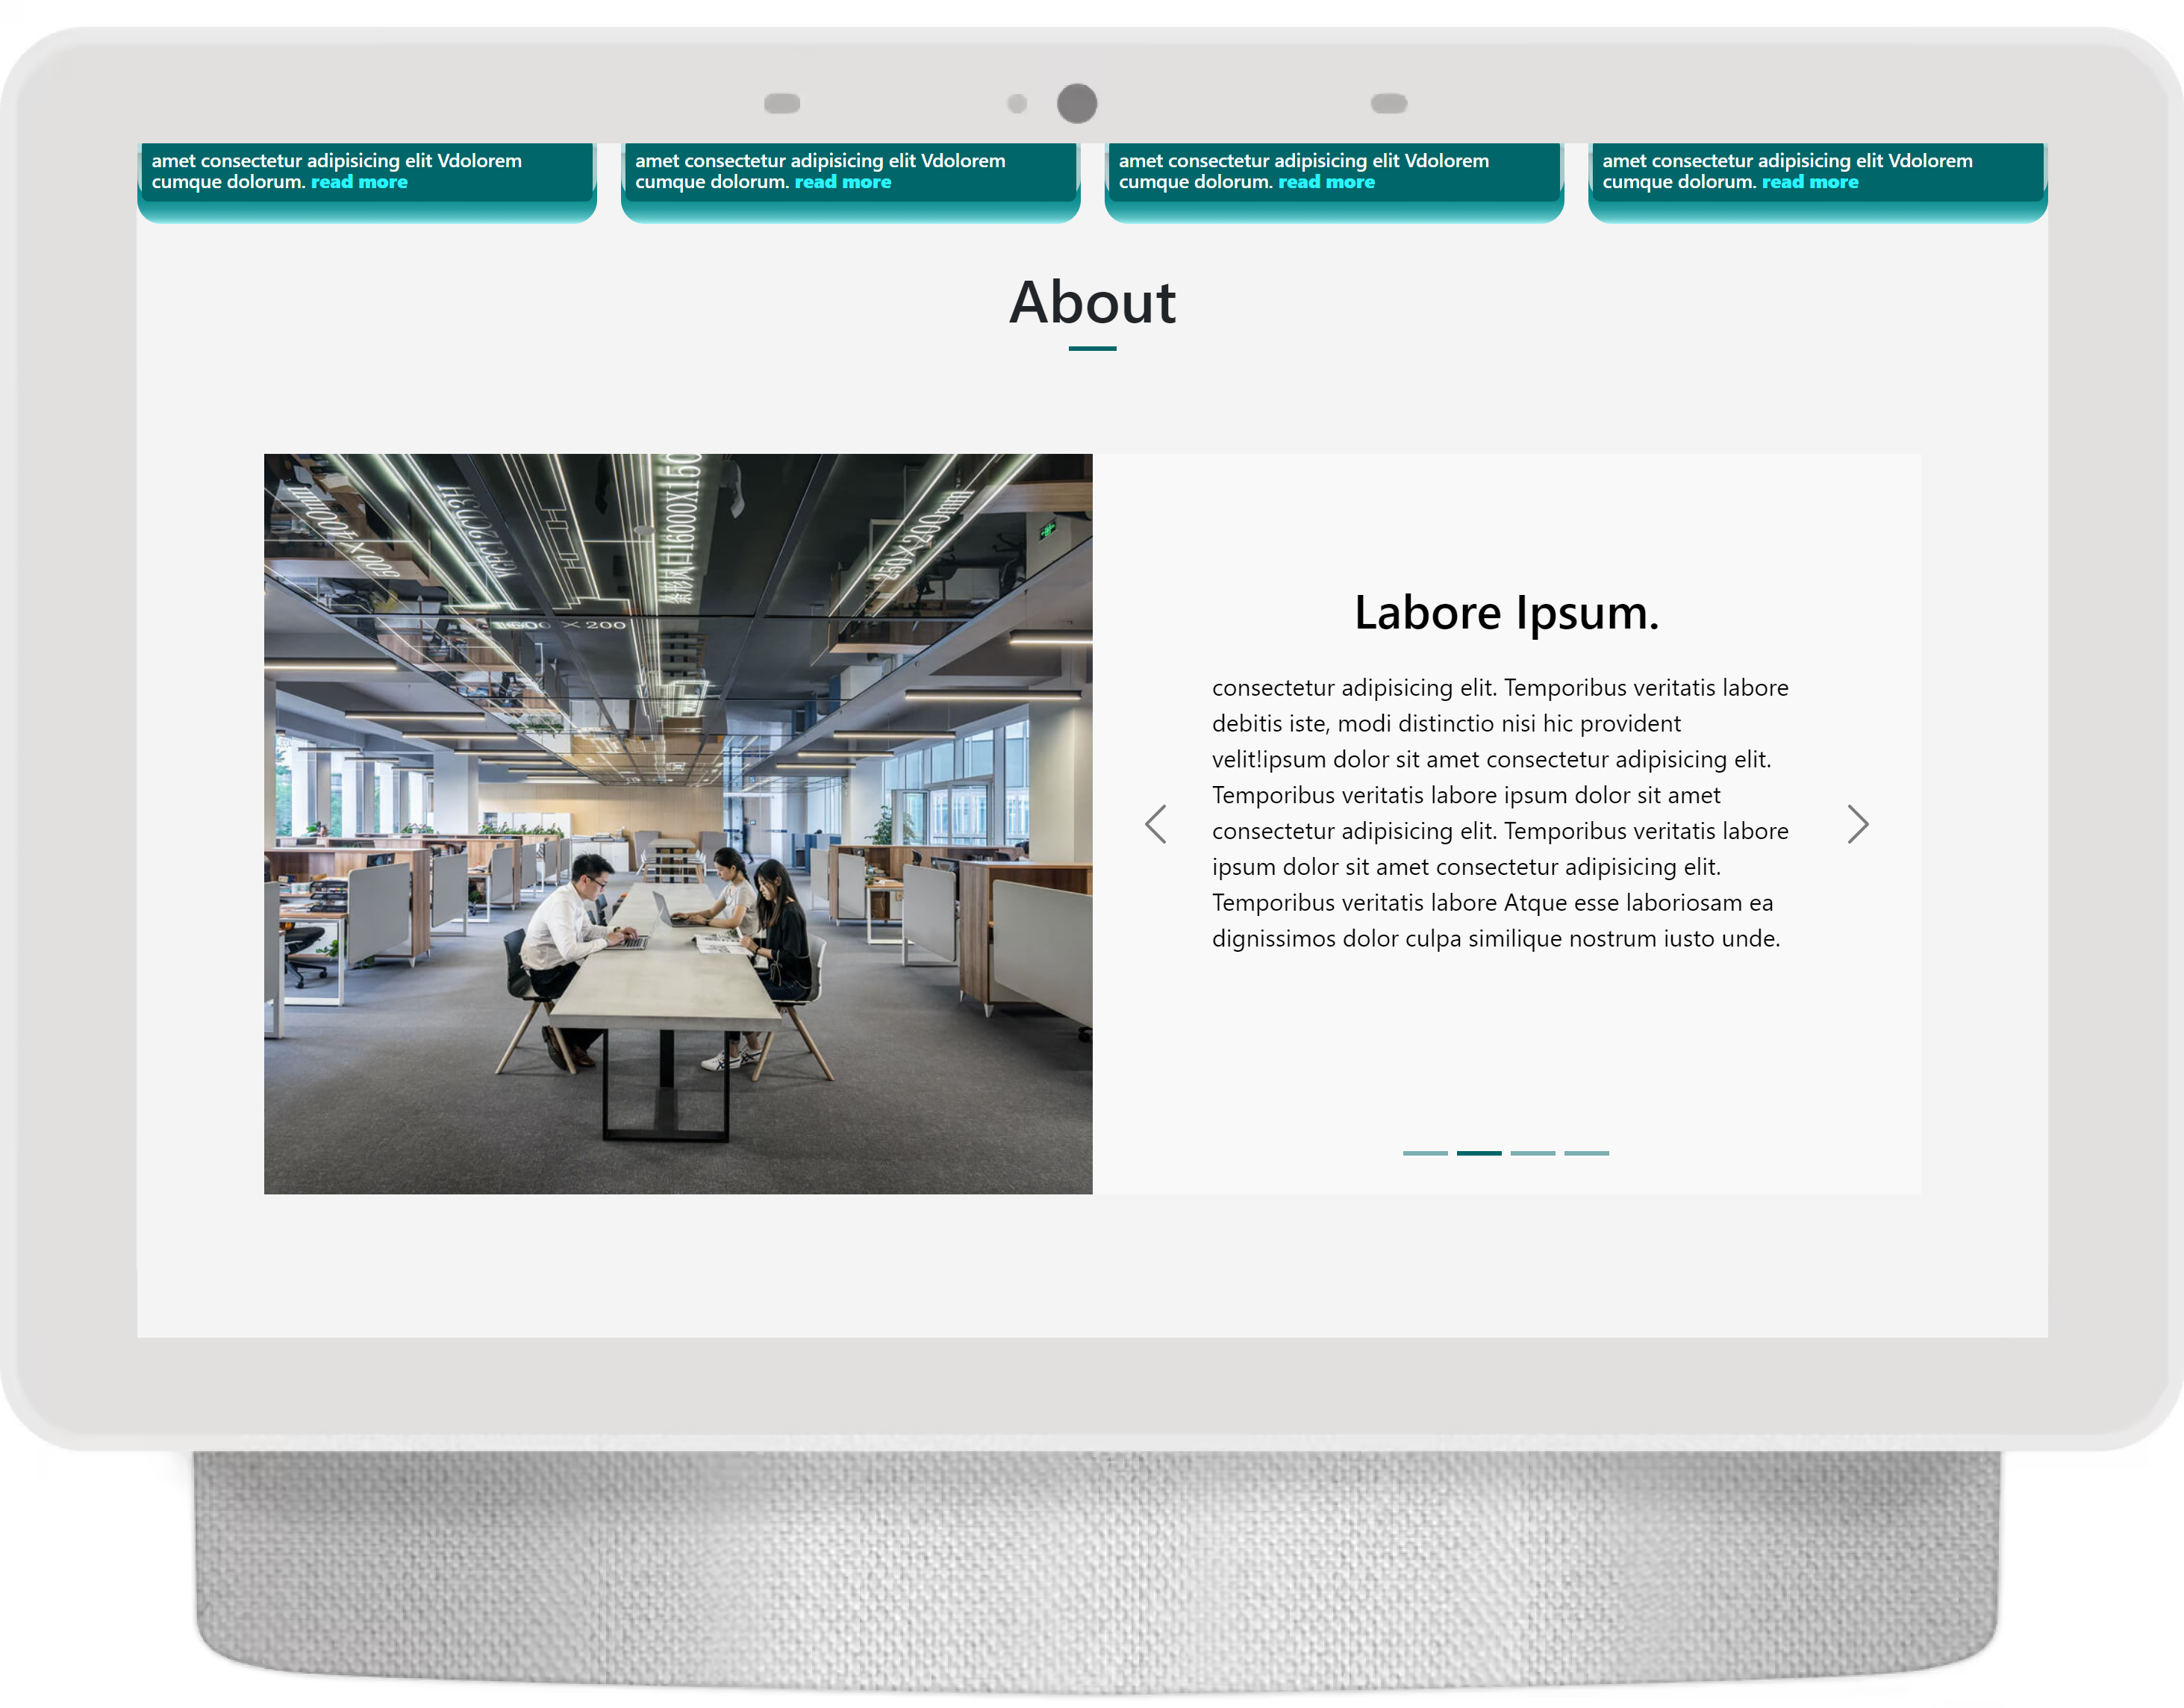 amet consectetur adipisicing elit Vdolorem
cumque dolorum. read more
amet consectetur adipisicing elit Vdolorem
cumque dolorum. read more
amet consectetur adipisicing elit Vdolorem
cumque dolorum. read more
amet consectetur adipisicing elit Vdolorem
cumque dolorum. read more
About
500X400mm
16000X150
250X200mm
X200
Labore Ipsum.
consectetur adipisicing elit. Temporibus veritatis labore
debitis iste, modi distinctio nisi hic provident
velit!ipsum dolor sit amet consectetur adipisicing elit.
Temporibus veritatis labore ipsum dolor sit amet
consectetur adipisicing elit. Temporibus veritatis labore
ipsum dolor sit amet consectetur adipisicing elit.
Temporibus veritatis labore Atque esse laboriosam ea
dignissimos dolor culpa similique nostrum iusto unde.